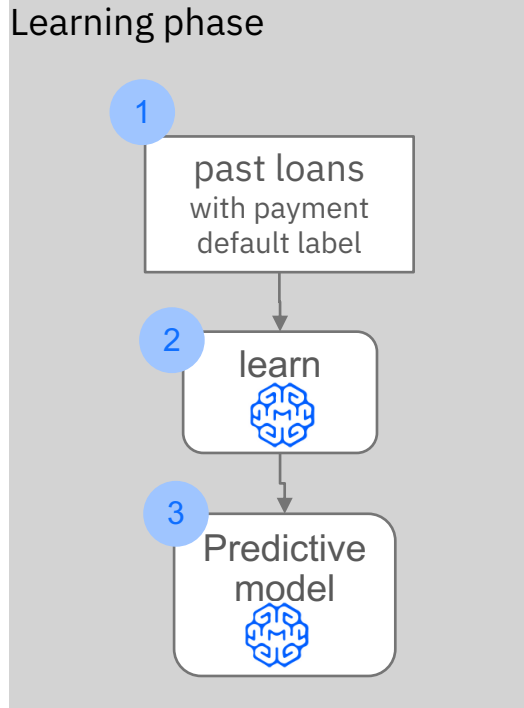 Learning phase
1
past loans
with payment
default label
2
learn
3
Predictive
model